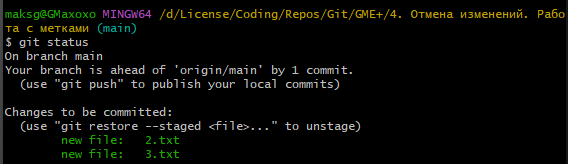 maksg@GMaxoxo MINGW64 /d/License/Coding/Repos/Git/GME+/4. Отмена изменений. Рабо
та с метками (main)
$ git status
On branch main
Your branch is ahead of 'origin/main' by 1 commit.
  (use "git push" to publish your local commits)

Changes to be committed:
  (use "git restore --staged <file>..." to unstage)
        new file:   2.txt
        new file:   3.txt